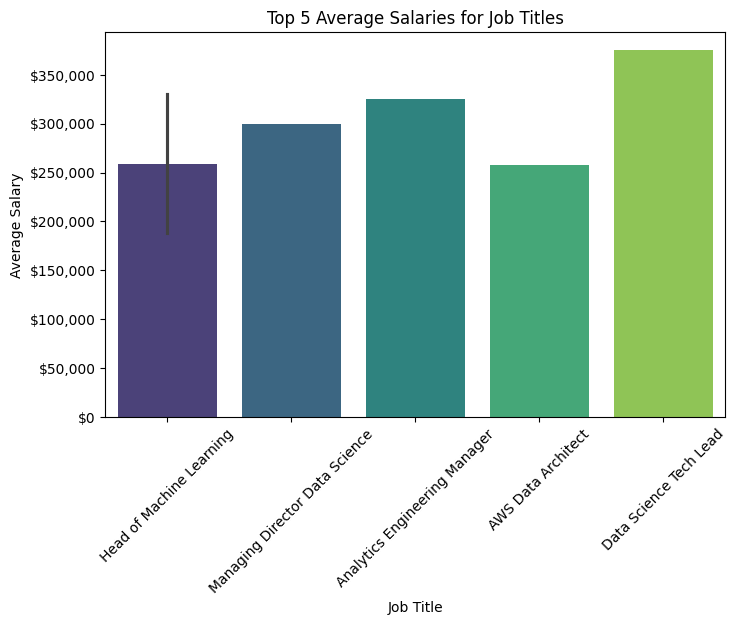 Top 5 Average Salaries for Job Titles
Average Salary
$350,000
$300,000
$250,000
$200,000
$150,000
$100,000
$50,000
$0
Head of Machine Learning
Managing Director Data Science
Analytics Engineering Manager
AWS Data Architect
Data Science Tech Lead
Job Title